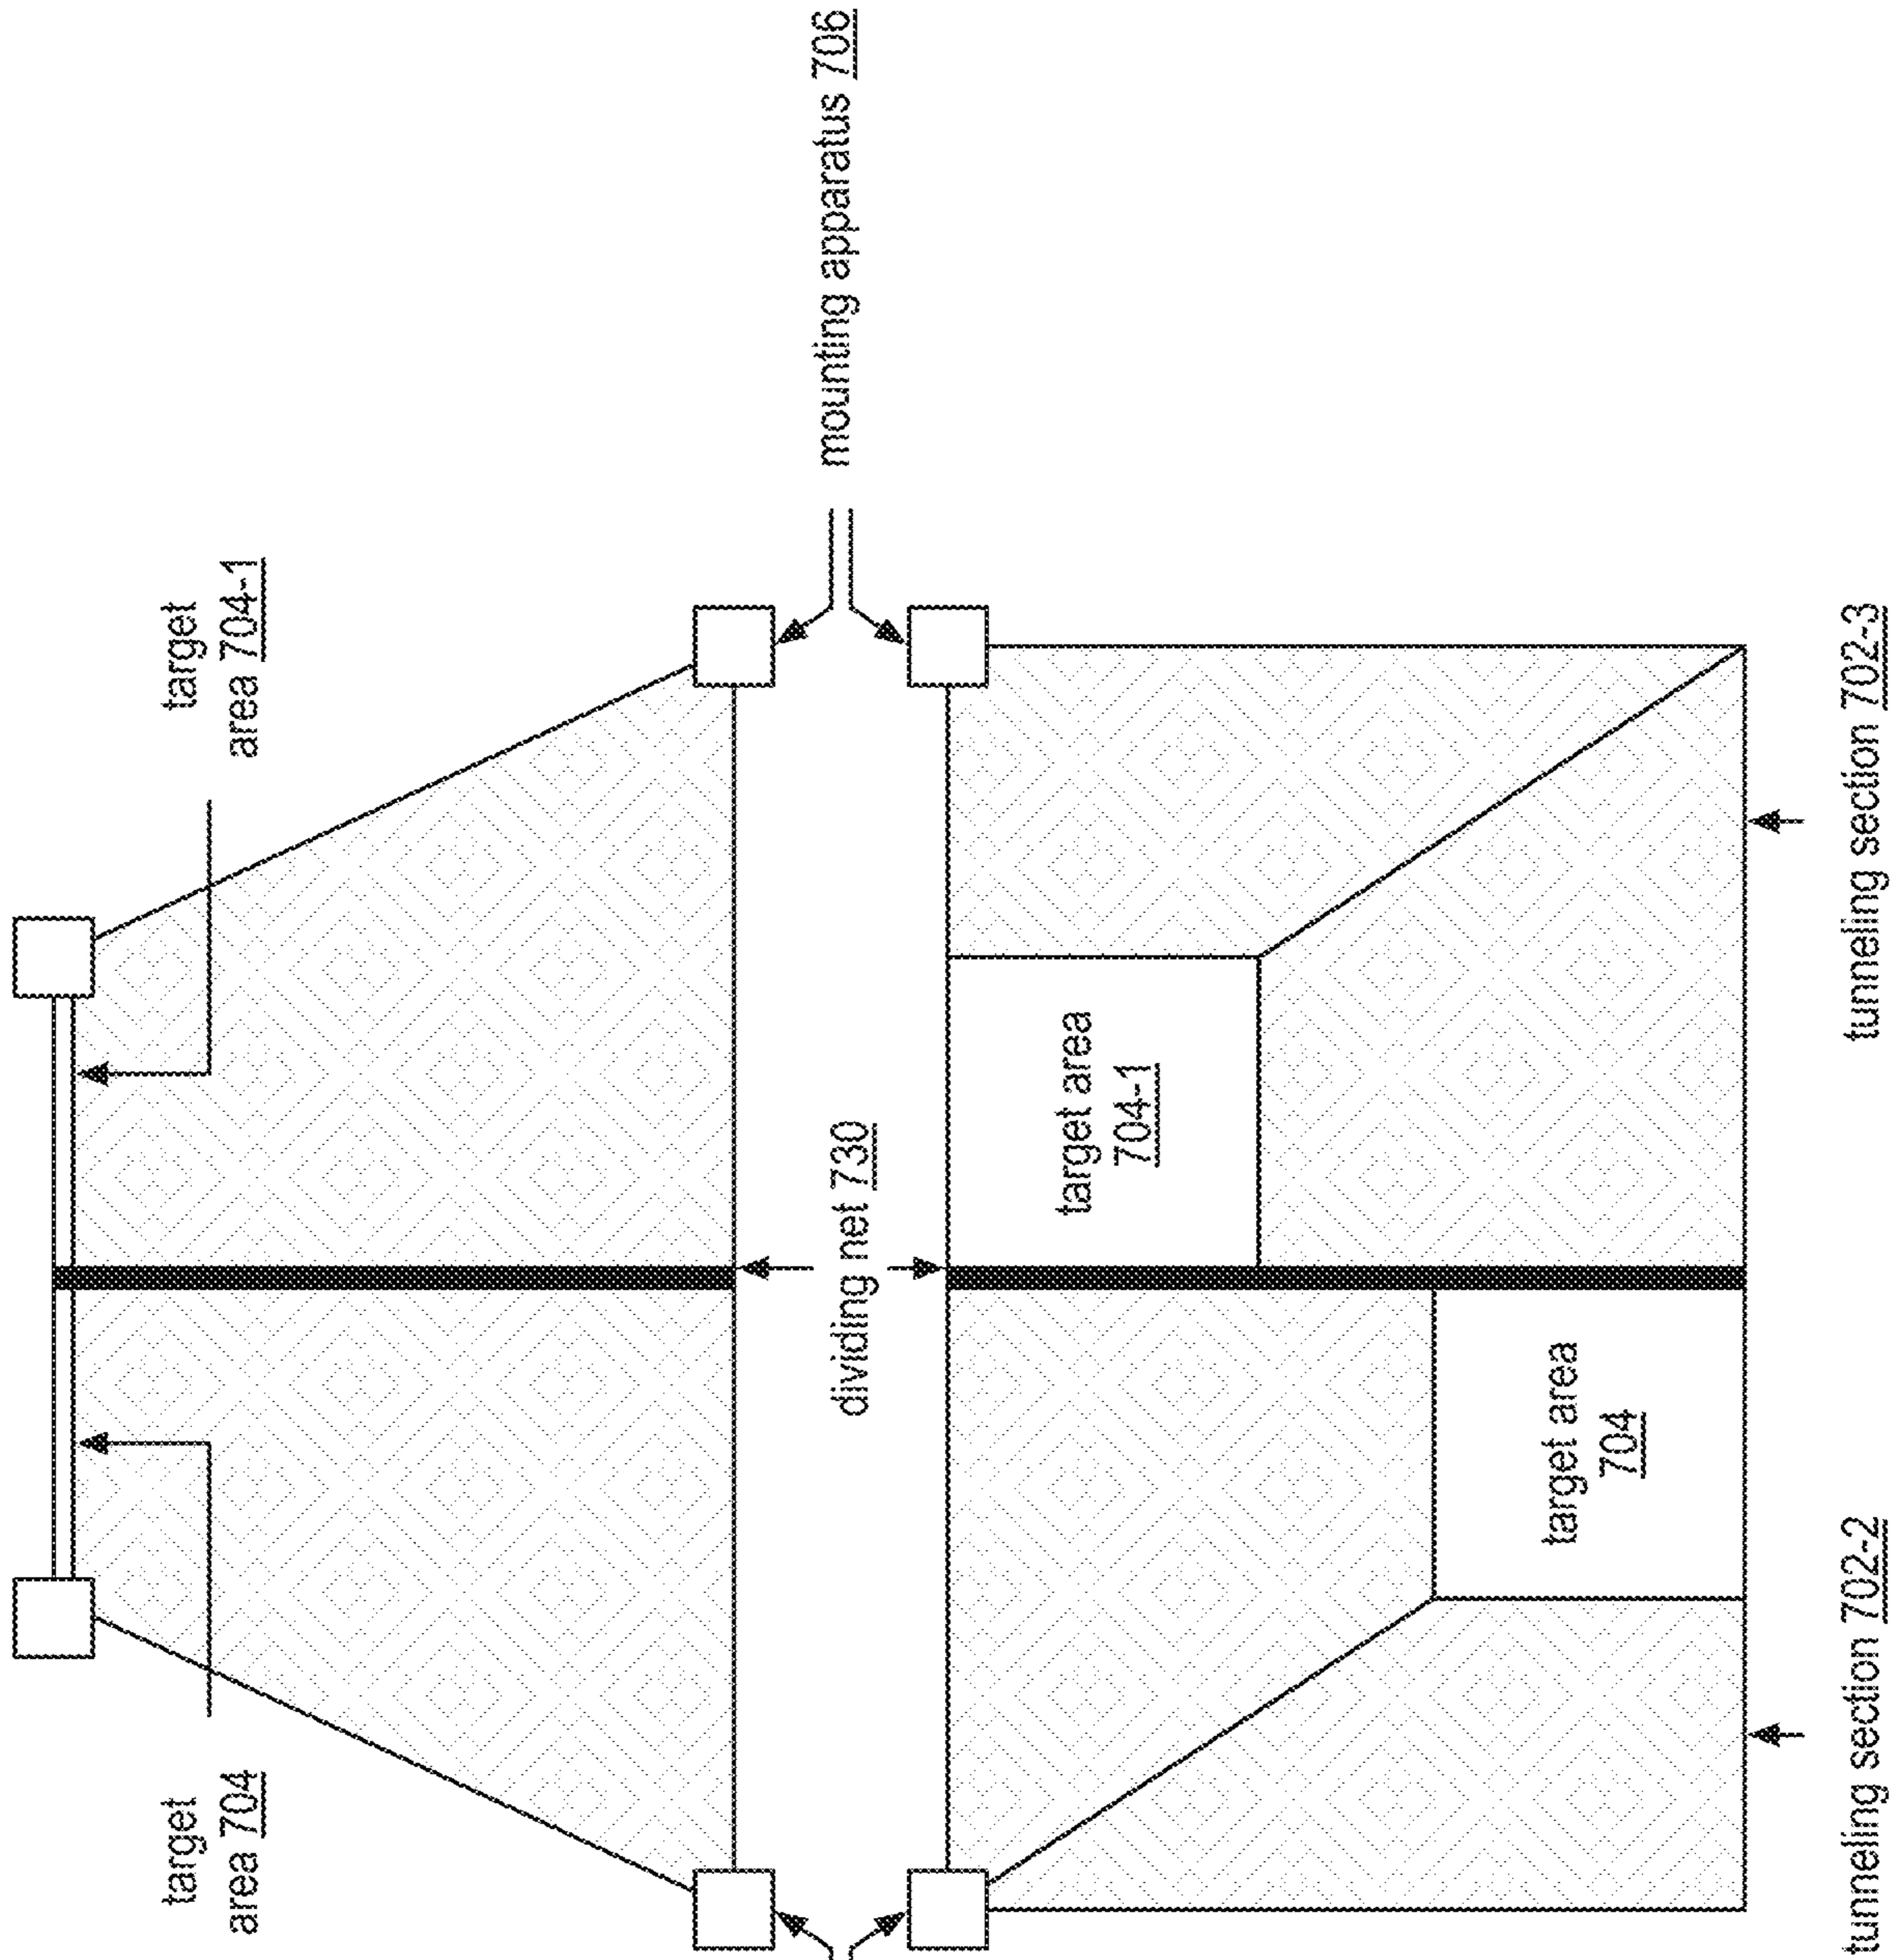 target
area 704
target
area 704-1
mounting apparatus 706
dividing net 730
target area
704-1
target area
704
tunneling section 702-2
tunneling section 702-3